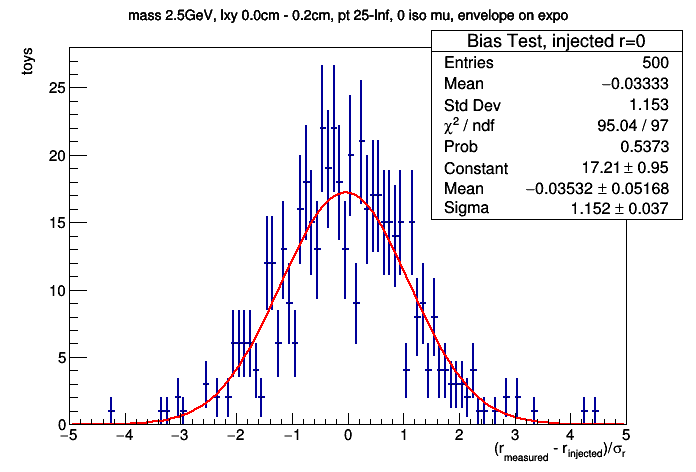 mass 2.5GeV, lxy 0.0cm - 0.2cm, pt 25-Inf, 0 iso mu, envelope on expo
toys
Bias Test, injected r=0
Entries 500
Mean −0.03333
Std Dev 1.153
χ² / ndf 95.04 / 97
Prob 0.5373
Constant 17.21 ± 0.95
Mean −0.03532 ± 0.05168
Sigma 1.152 ± 0.037
25
20
15
10
5
0
−5 −4 −3 −2 −1 0 1 2 3 4 5
(r_measured - r_injected)/σ_r